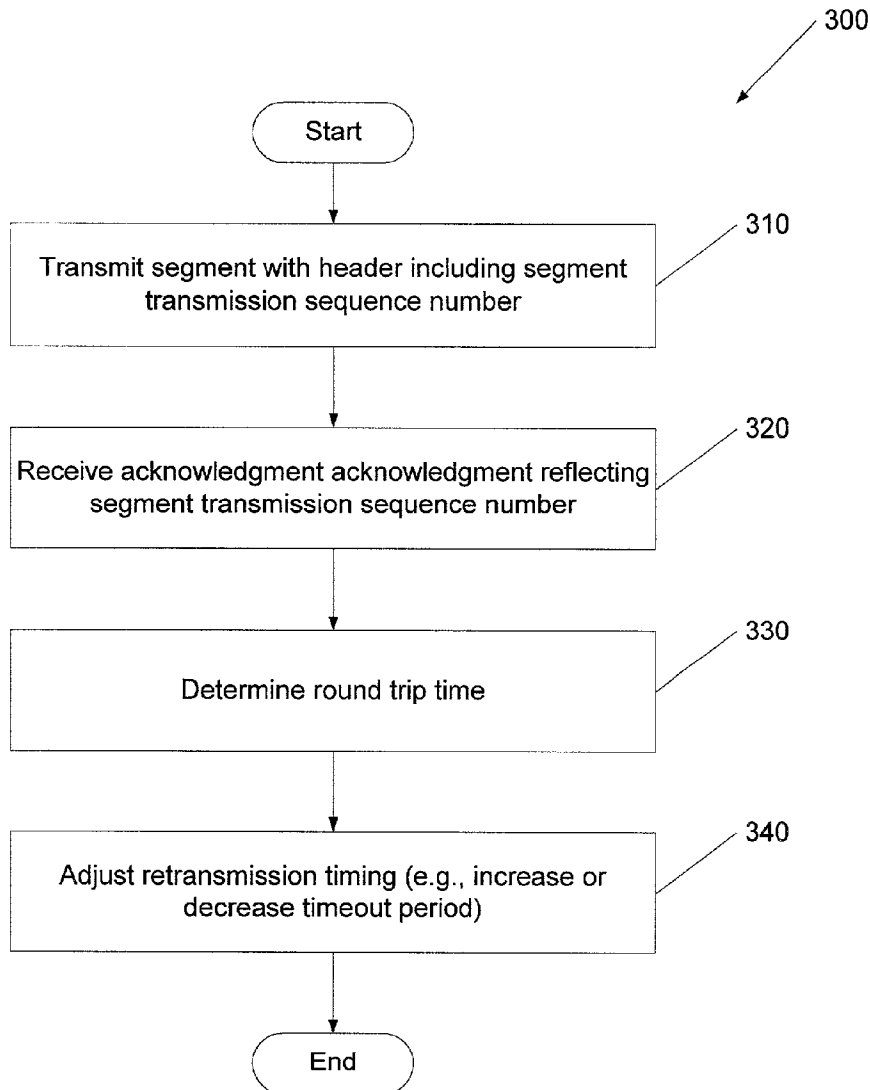 300
Start
310
Transmit segment with header including segment
transmission sequence number
320
Receive acknowledgment acknowledgment reflecting
segment transmission sequence number
330
Determine round trip time
340
Adjust retransmission timing (e.g., increase or
decrease timeout period)
End